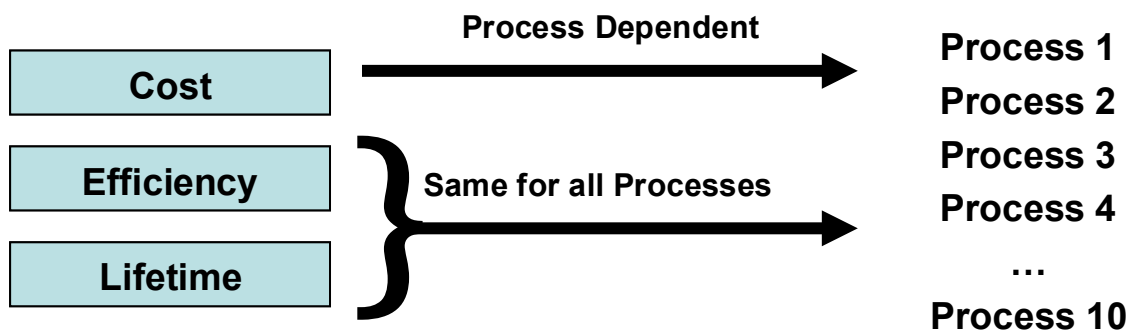 Cost
Efficiency
Lifetime
Process Dependent
Same for all Processes
Process 1
Process 2
Process 3
Process 4
...
Process 10